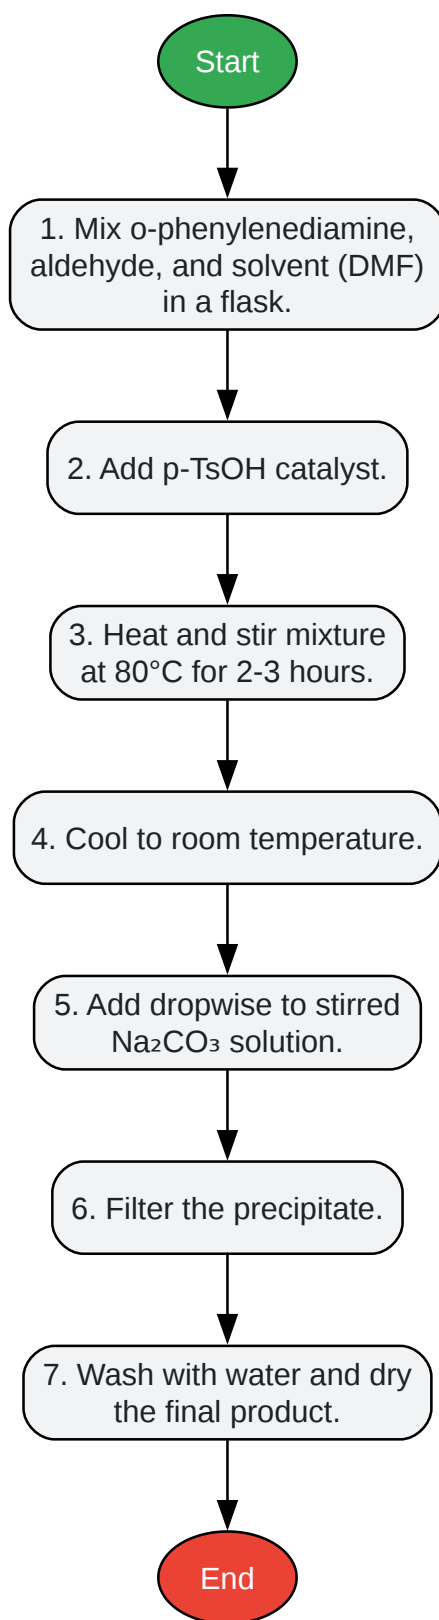 Start
1. Mix o-phenylenediamine,
aldehyde, and solvent (DMF)
in a flask.
2. Add p-TsOH catalyst.
3. Heat and stir mixture
at 80°C for 2-3 hours.
4. Cool to room temperature.
5. Add dropwise to stirred
Na₂CO₃ solution.
6. Filter the precipitate.
7. Wash with water and dry
the final product.
End